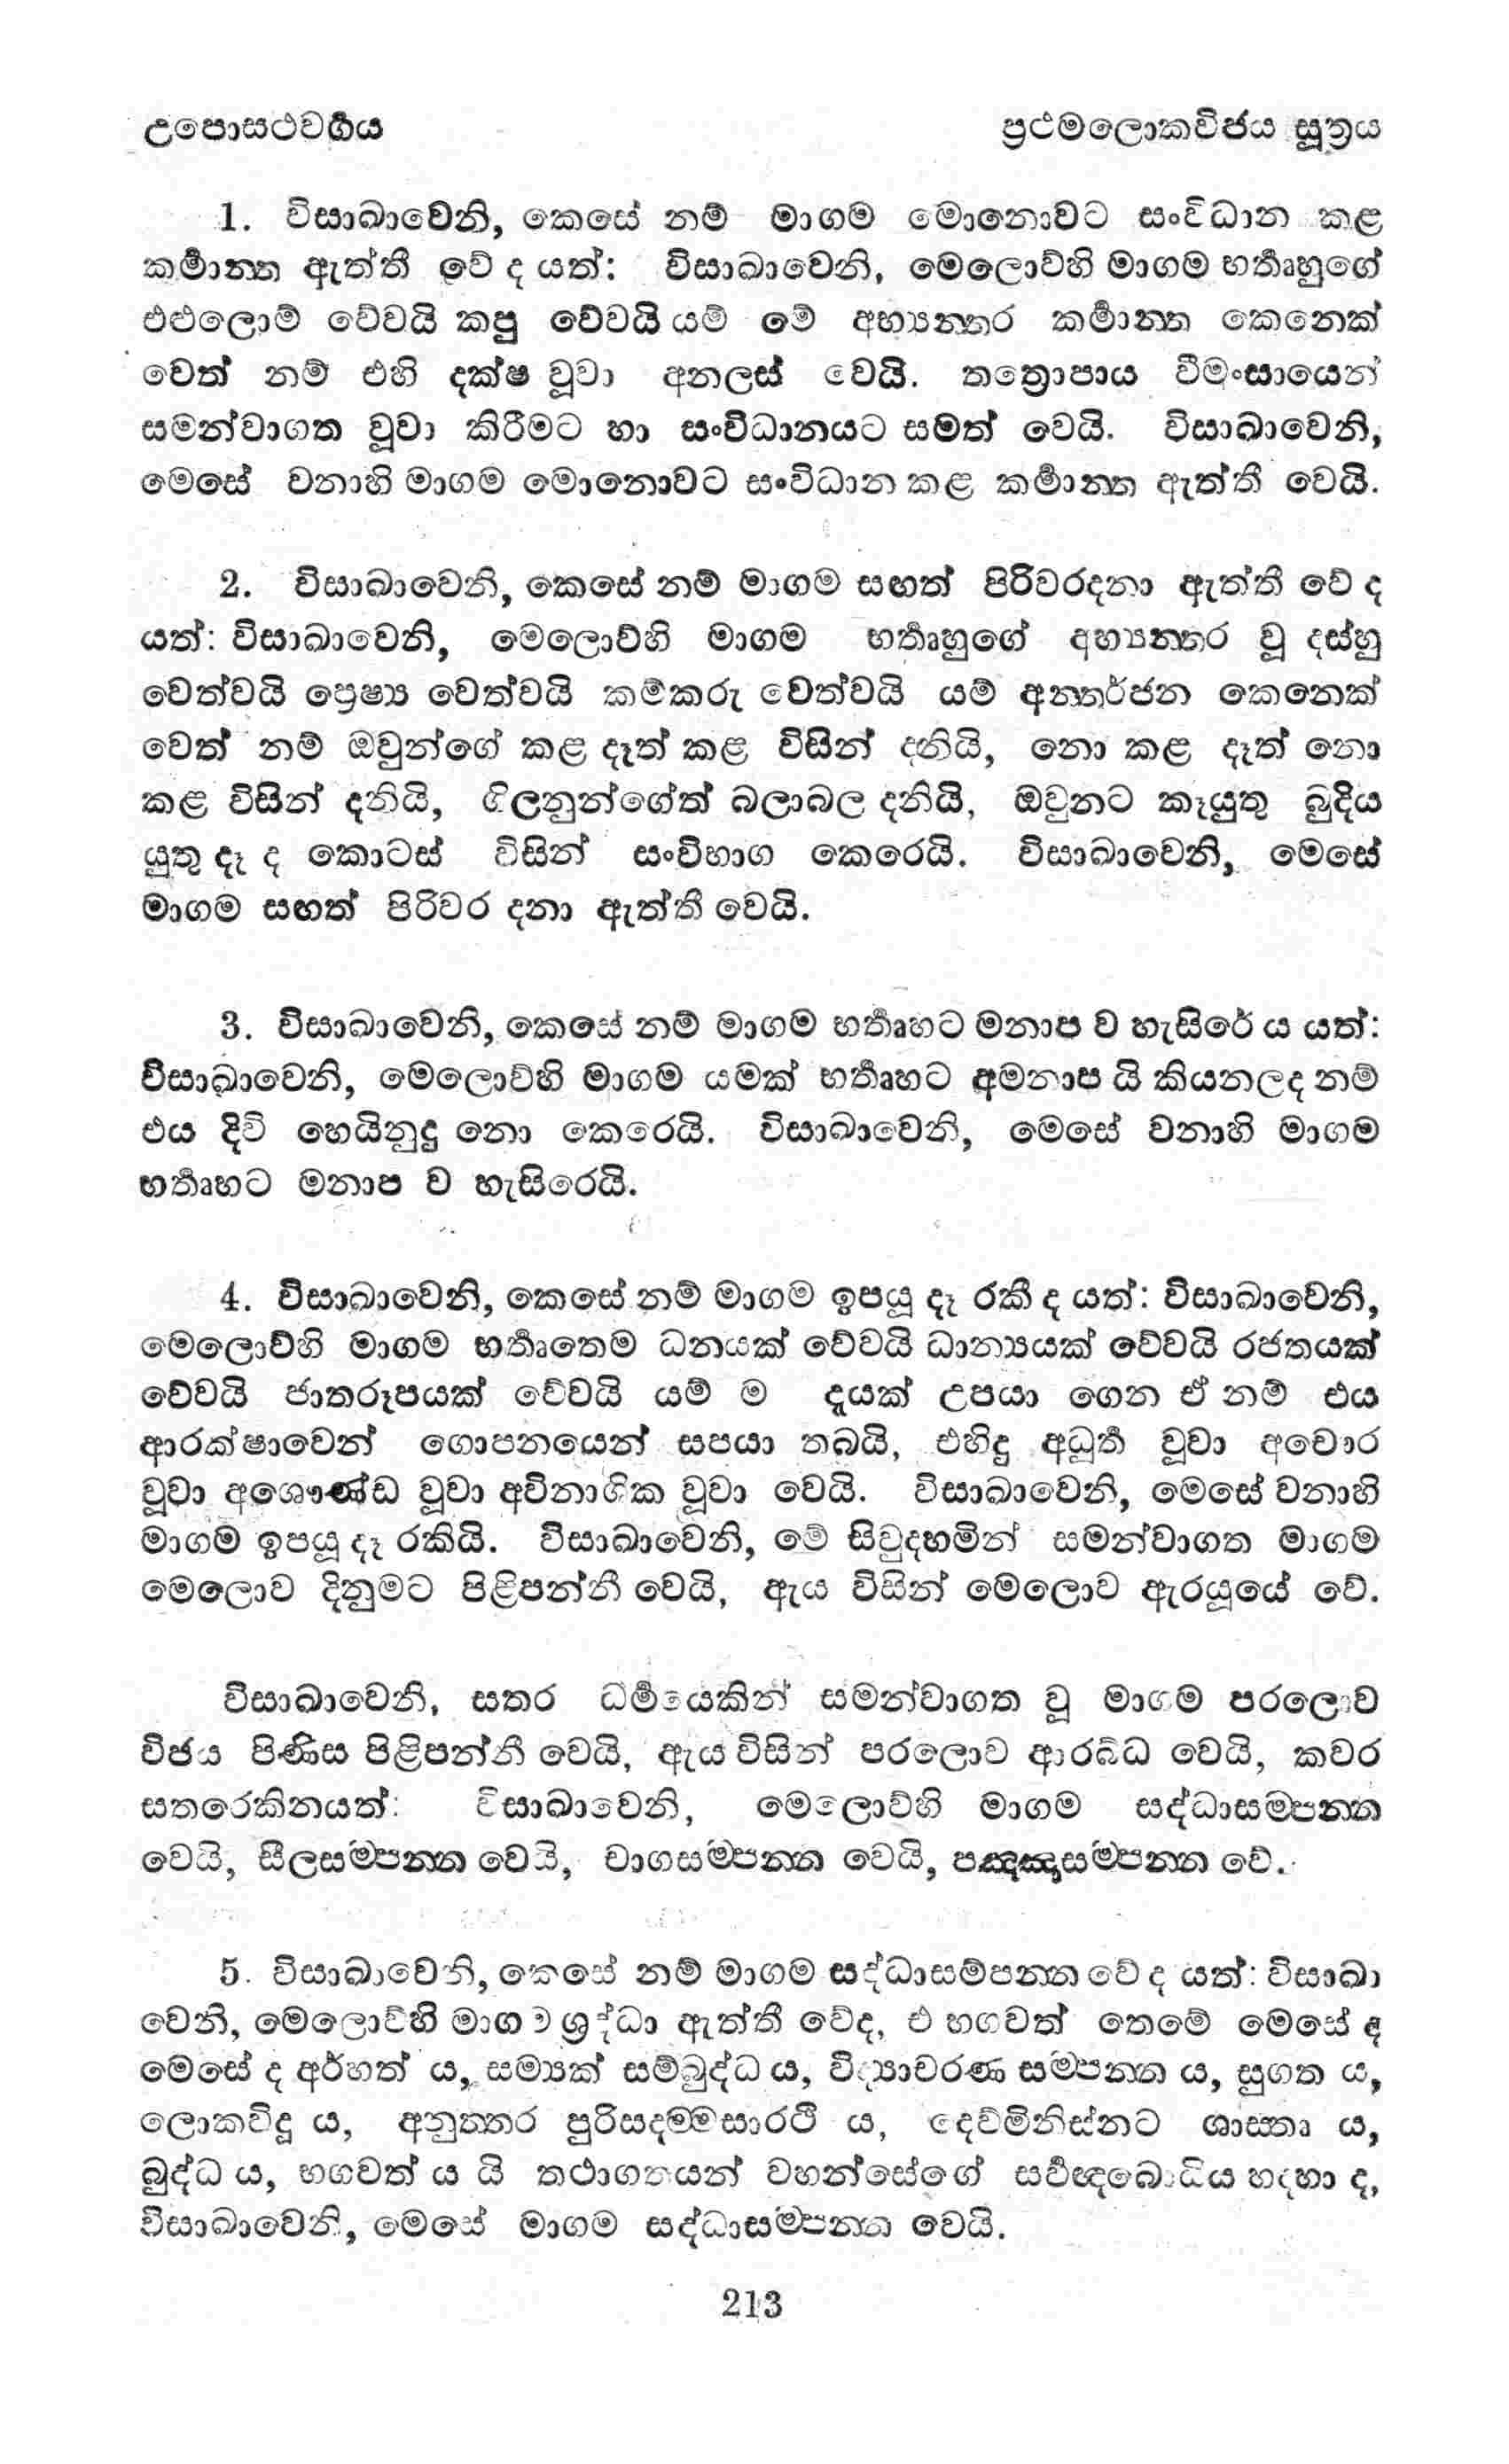 උපොසථවර්‍ගය ප්‍රථමලොකවිජය සූත්‍රය
1. විසාඛාවෙනි, කෙසේ නම් මාගම මොනොවට සංවිධාන කළ
කර්‍මාන්‍ත ඇත්තී වේ ද යත්: විසාඛාවෙනි, මෙලොව්හි මාගම භර්‍තෘහුගේ
එළුලොම් වේවයි කපු වේවයි යම් මේ අභ්‍යන්‍තර කර්‍මාන්‍ත කෙනෙක්
වෙත් නම් එහි දක්ෂ වූවා අනලස් වෙයි. තත්‍රොපාය වීමංසායෙන්
සමන්වාගත වූවා කිරීමට හා සංවිධානයට සමත් වෙයි. විසාඛාවෙනි,
මෙසේ වනාහි මාගම මොනොවට සංවිධාන කළ කර්‍මාන්‍ත ඇත්තී වෙයි.
2. විසාඛාවෙනි, කෙසේ නම් මාගම සඟත් පිරිවරදනා ඇත්තී වේ ද
යත්: විසාඛාවෙනි, මෙලොව්හි මාගම භර්‍තෘහුගේ අභ්‍යන්‍තර වූ දස්හු
වෙත්වයි ප්‍රෙෂ්‍ය වෙත්වයි කම්කරු වෙත්වයි යම් අන්‍තර්ජන කෙනෙක්
වෙත් නම් ඔවුන්ගේ කළ දෑත් කළ විසින් දනියි, නො කළ දෑත් නො
කළ විසින් දනියි, ගිලනුන්ගේත් බලාබල දනියි, ඔවුනට කෑයුතු බුදිය
යුතු දෑ ද කොටස් විසින් සංවිභාග කෙරෙයි. විසාඛාවෙනි, මෙසේ
මාගම සඟත් පිරිවර දනා ඇත්තී වෙයි.
3. විසාඛාවෙනි, කෙසේ නම් මාගම භර්‍තෘහට මනාප ව හැසිරේ ය යත්:
විසාඛාවෙනි, මෙලොව්හි මාගම යමක් භර්‍තෘහට අමනාප යි කියනලද නම්
එය දිවි හෙයිනුදු නො කෙරෙයි. විසාඛාවෙනි, මෙසේ වනාහි මාගම
භර්‍තෘහට මනාප ව හැසිරෙයි.
4. විසාඛාවෙනි, කෙසේ නම් මාගම ඉපයූ දෑ රකී ද යත්: විසාඛාවෙනි,
මෙලොව්හි මාගම භර්‍තෘතෙම ධනයක් වේවයි ධාන්‍යයක් වේවයි රජතයක්
වේවයි ජාතරූපයක් වේවයි යම් ම දැයක් උපයා ගෙන ඒ නම් එය
ආරක්ෂාවෙන් ගොපනයෙන් සපයා තබයි, එහිදු අධූර්‍ත වූවා අචොර
වූවා අශෞණ්ඩ වූවා අවිනාශික වූවා වෙයි. විසාඛාවෙනි, මෙසේ වනාහි
මාගම ඉපයූ දෑ රකියි. විසාඛාවෙනි, මේ සිවුදහමින් සමන්වාගත මාගම
මෙලොව දිනුමට පිළිපන්නී වෙයි, ඇය විසින් මෙලොව ඇරයූයේ වේ.
විසාඛාවෙනි, සතර ධර්‍මයෙකින් සමන්වාගත වූ මාගම පරලොව
විජය පිණිස පිළිපන්නී වෙයි, ඇය විසින් පරලොව ආරබ්ධ වෙයි, කවර
සතරෙකිනයත්: විසාඛාවෙනි, මෙලොව්හි මාගම සද්ධාසම්පන්‍න
වෙයි, සීලසම්පන්‍න වෙයි, චාගසම්පන්‍න වෙයි, පඤ්ඤාසම්පන්‍න වේ.
5. විසාඛාවෙනි, කෙසේ නම් මාගම සද්ධාසම්පන්‍න වේ ද යත්: විසාඛා
වෙනි, මෙලොව්හි මාගම ශ්‍රද්ධා ඇත්තී වේද, එ භගවත් තෙමේ මෙසේ ද
මෙසේ ද අර්හත් ය, සම්‍යක් සම්බුද්ධ ය, විද්‍යාචරණ සම්පන්‍න ය, සුගත ය,
ලොකවිදූ ය, අනුත්‍තර පුරිසදම්මසාරථී ය, දෙව්මිනිස්නට ශාස්තෘ ය,
බුද්ධ ය, භගවත් ය යි තථාගතයන් වහන්සේගේ සර්‍වඥබොධිය හදහා ද,
විසාඛාවෙනි, මෙසේ මාගම සද්ධාසම්පන්‍න වෙයි.
213